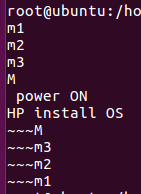 root@ubuntu:/ho
m1
m2
m3
M
 power ON
HP install OS
~~~M
~~~m3
~~~m2
~~~m1